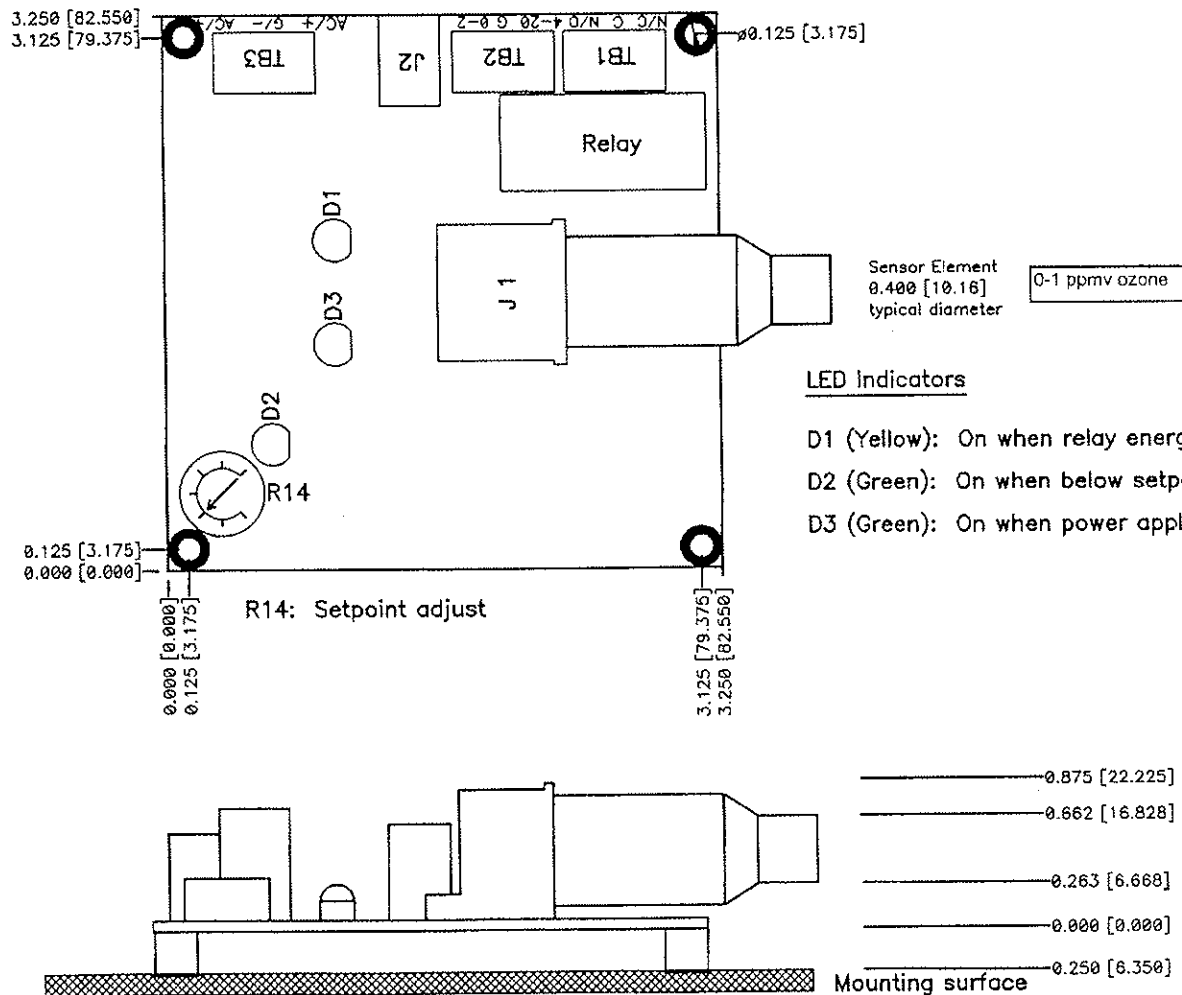 3.250 [82.550]
3.125 [79.375]
AC/+ G/- AC/+
4-20 G 0-2
N/C C N/O
ø0.125 [3.175]
TB3
J2
TB2
TB1
Relay
D1
D3
J 1
Sensor Element
0.400 [10.16]
typical diameter
0-1 ppmv ozone
LED Indicators
D1 (Yellow): On when relay energ
D2 (Green): On when below setp
D3 (Green): On when power appl
D2
R14
0.125 [3.175]
0.000 [0.000]
R14: Setpoint adjust
0.000 [0.000]
0.125 [3.175]
3.125 [79.375]
3.250 [82.550]
0.875 [22.225]
0.662 [16.828]
0.263 [6.668]
0.000 [0.000]
0.250 [6.350]
Mounting surface